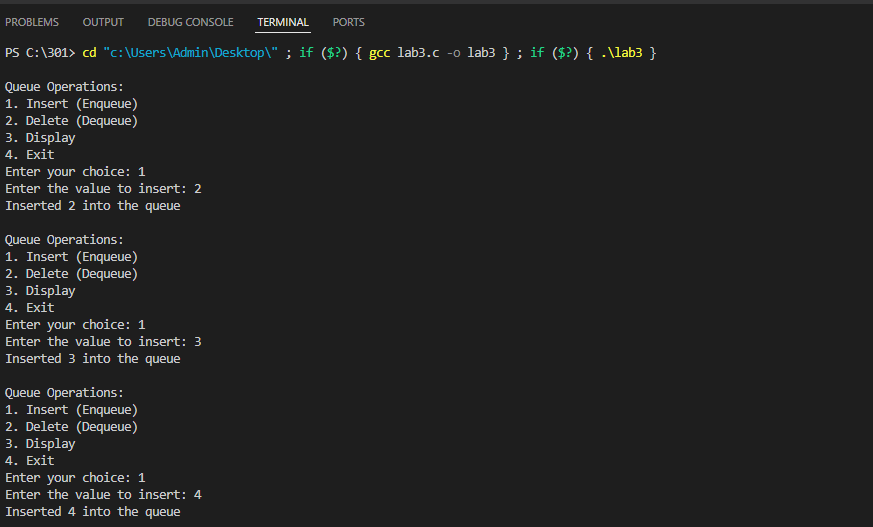 PROBLEMS OUTPUT DEBUG CONSOLE TERMINAL PORTS
PS C:\301> cd "c:\Users\Admin\Desktop\" ; if ($?) { gcc lab3.c -o lab3 } ; if ($?) { .\lab3 }
Queue Operations:
1. Insert (Enqueue)
2. Delete (Dequeue)
3. Display
4. Exit
Enter your choice: 1
Enter the value to insert: 2
Inserted 2 into the queue
Queue Operations:
1. Insert (Enqueue)
2. Delete (Dequeue)
3. Display
4. Exit
Enter your choice: 1
Enter the value to insert: 3
Inserted 3 into the queue
Queue Operations:
1. Insert (Enqueue)
2. Delete (Dequeue)
3. Display
4. Exit
Enter your choice: 1
Enter the value to insert: 4
Inserted 4 into the queue